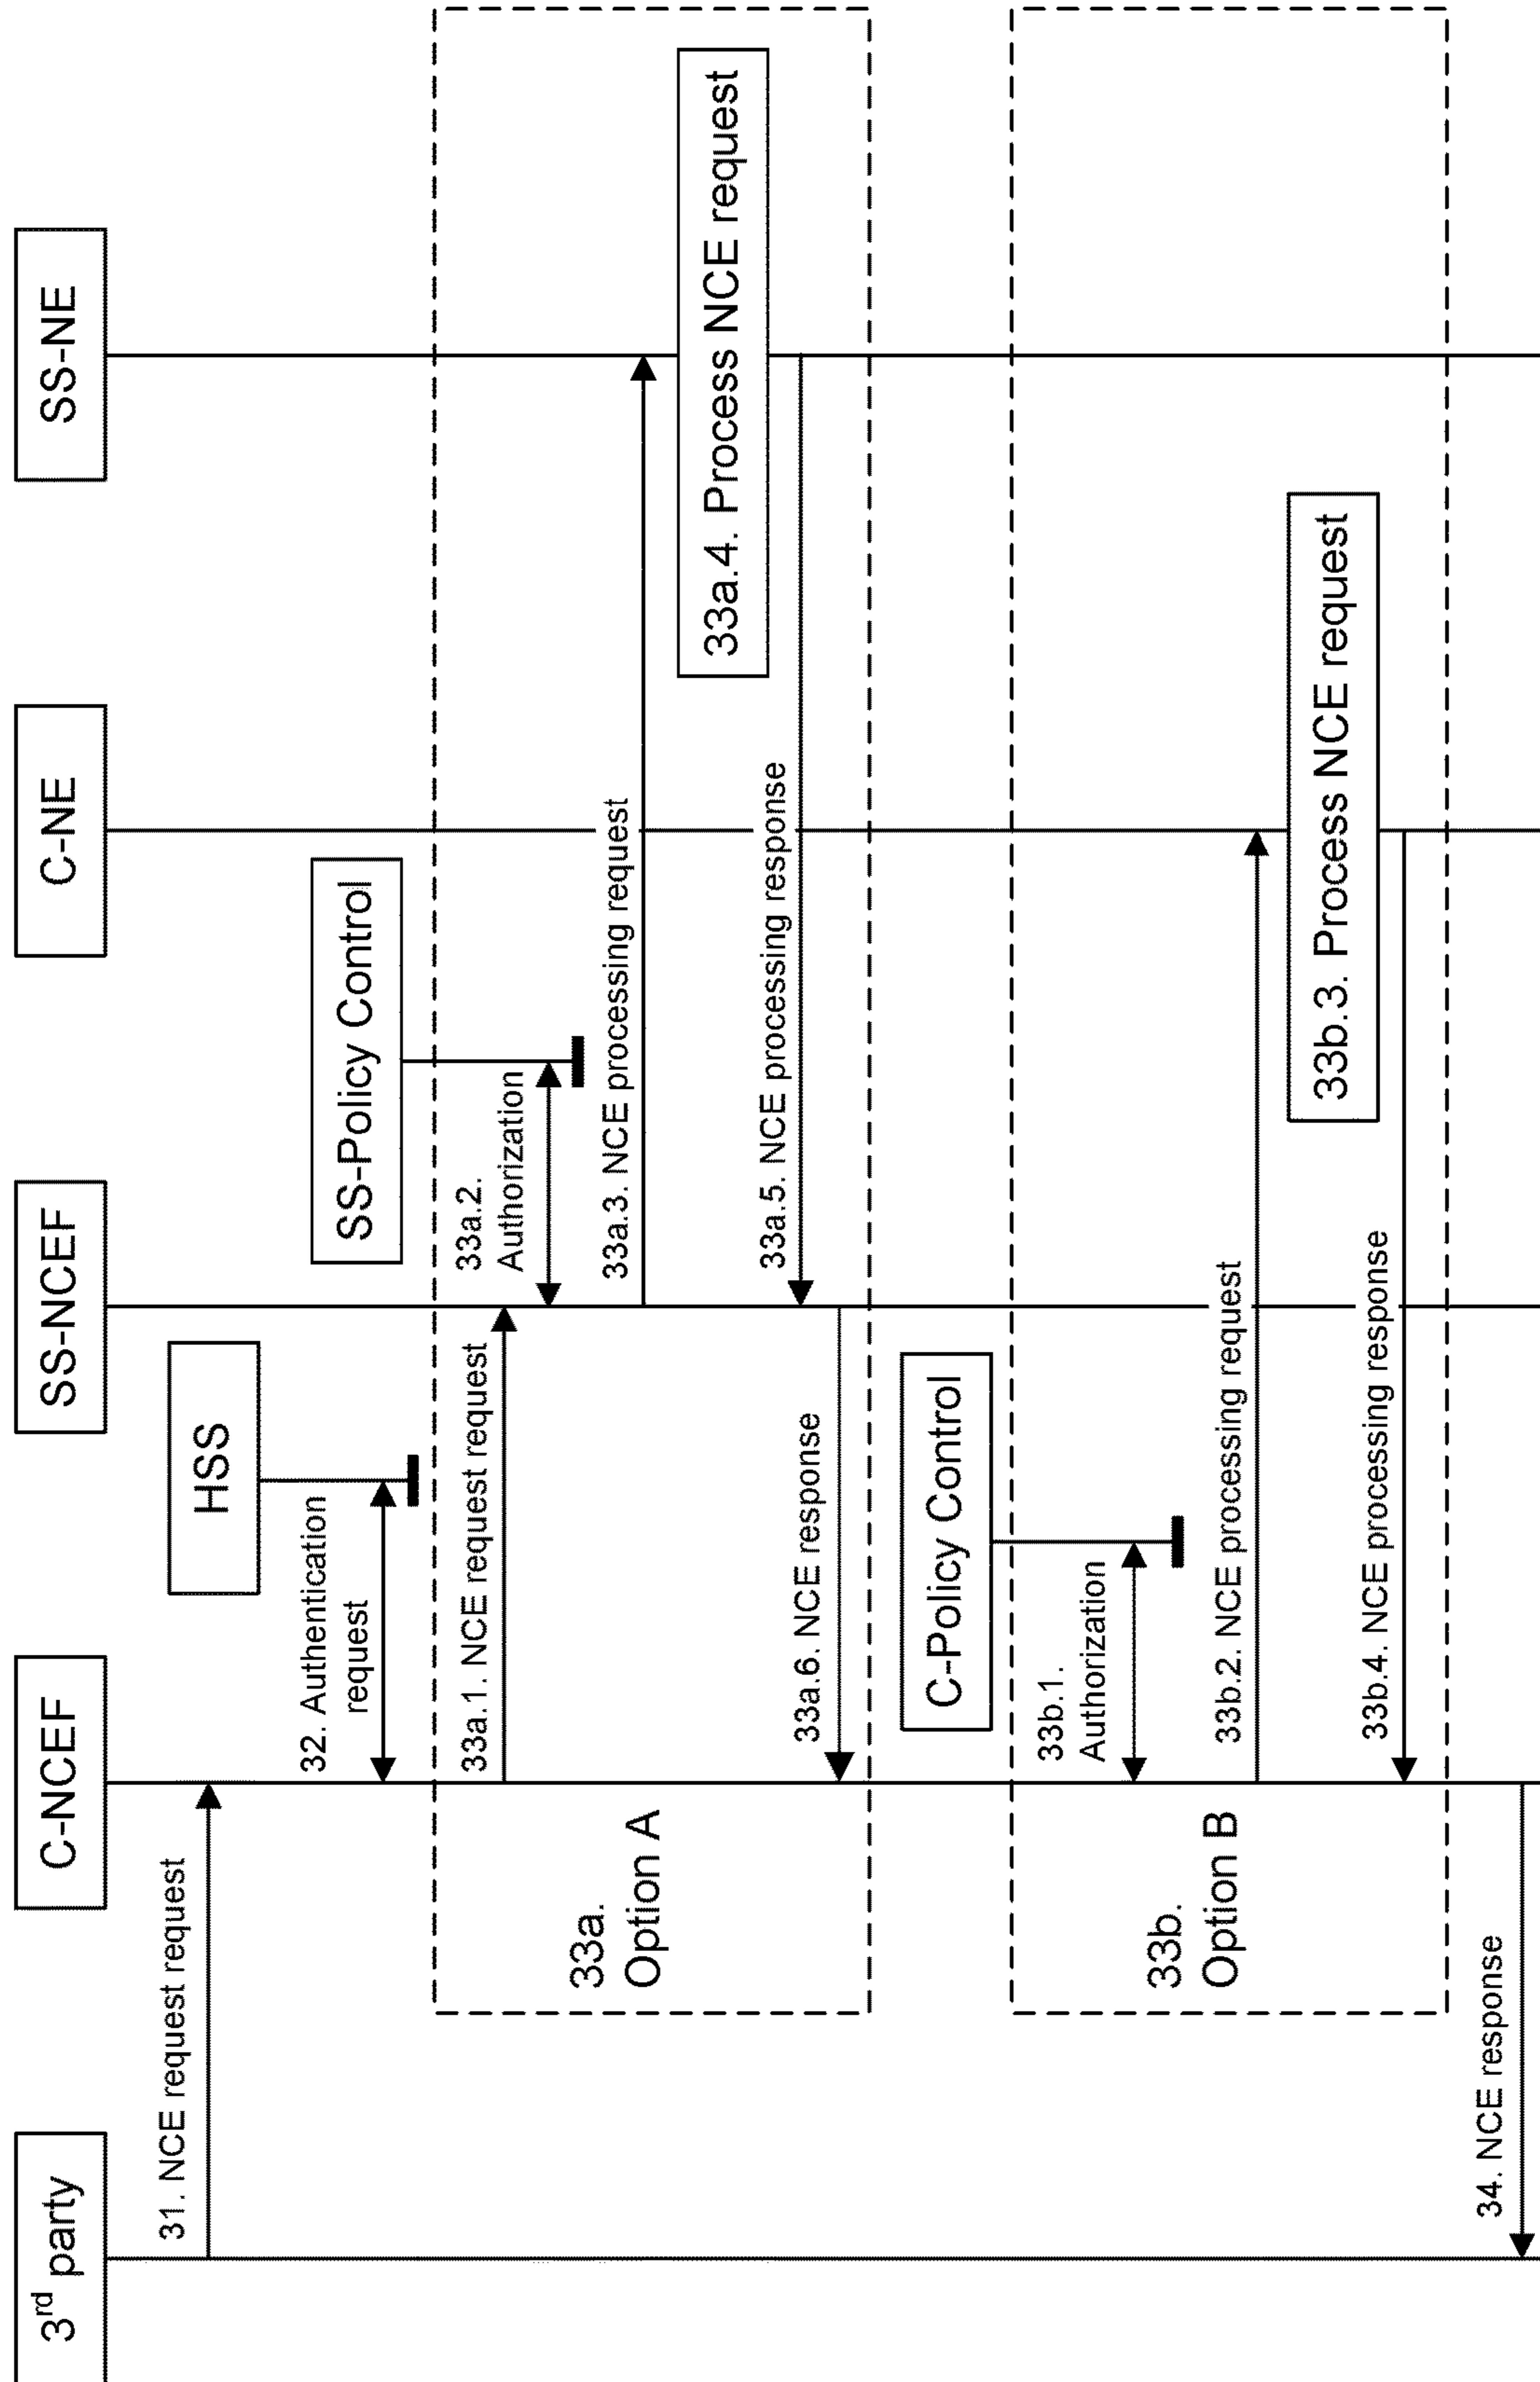 3rd party
C-NCEF
SS-NCEF
C-NE
SS-NE
31. NCE request request
HSS
32. Authentication
request
SS-Policy Control
33a.
Option A
33a.1. NCE request request
33a.2.
Authorization
33a.3. NCE processing request
33a.4. Process NCE request
33a.5. NCE processing response
33a.6. NCE response
C-Policy Control
33b.
Option B
33b.1.
Authorization
33b.2. NCE processing request
33b.3. Process NCE request
33b.4. NCE processing response
34. NCE response